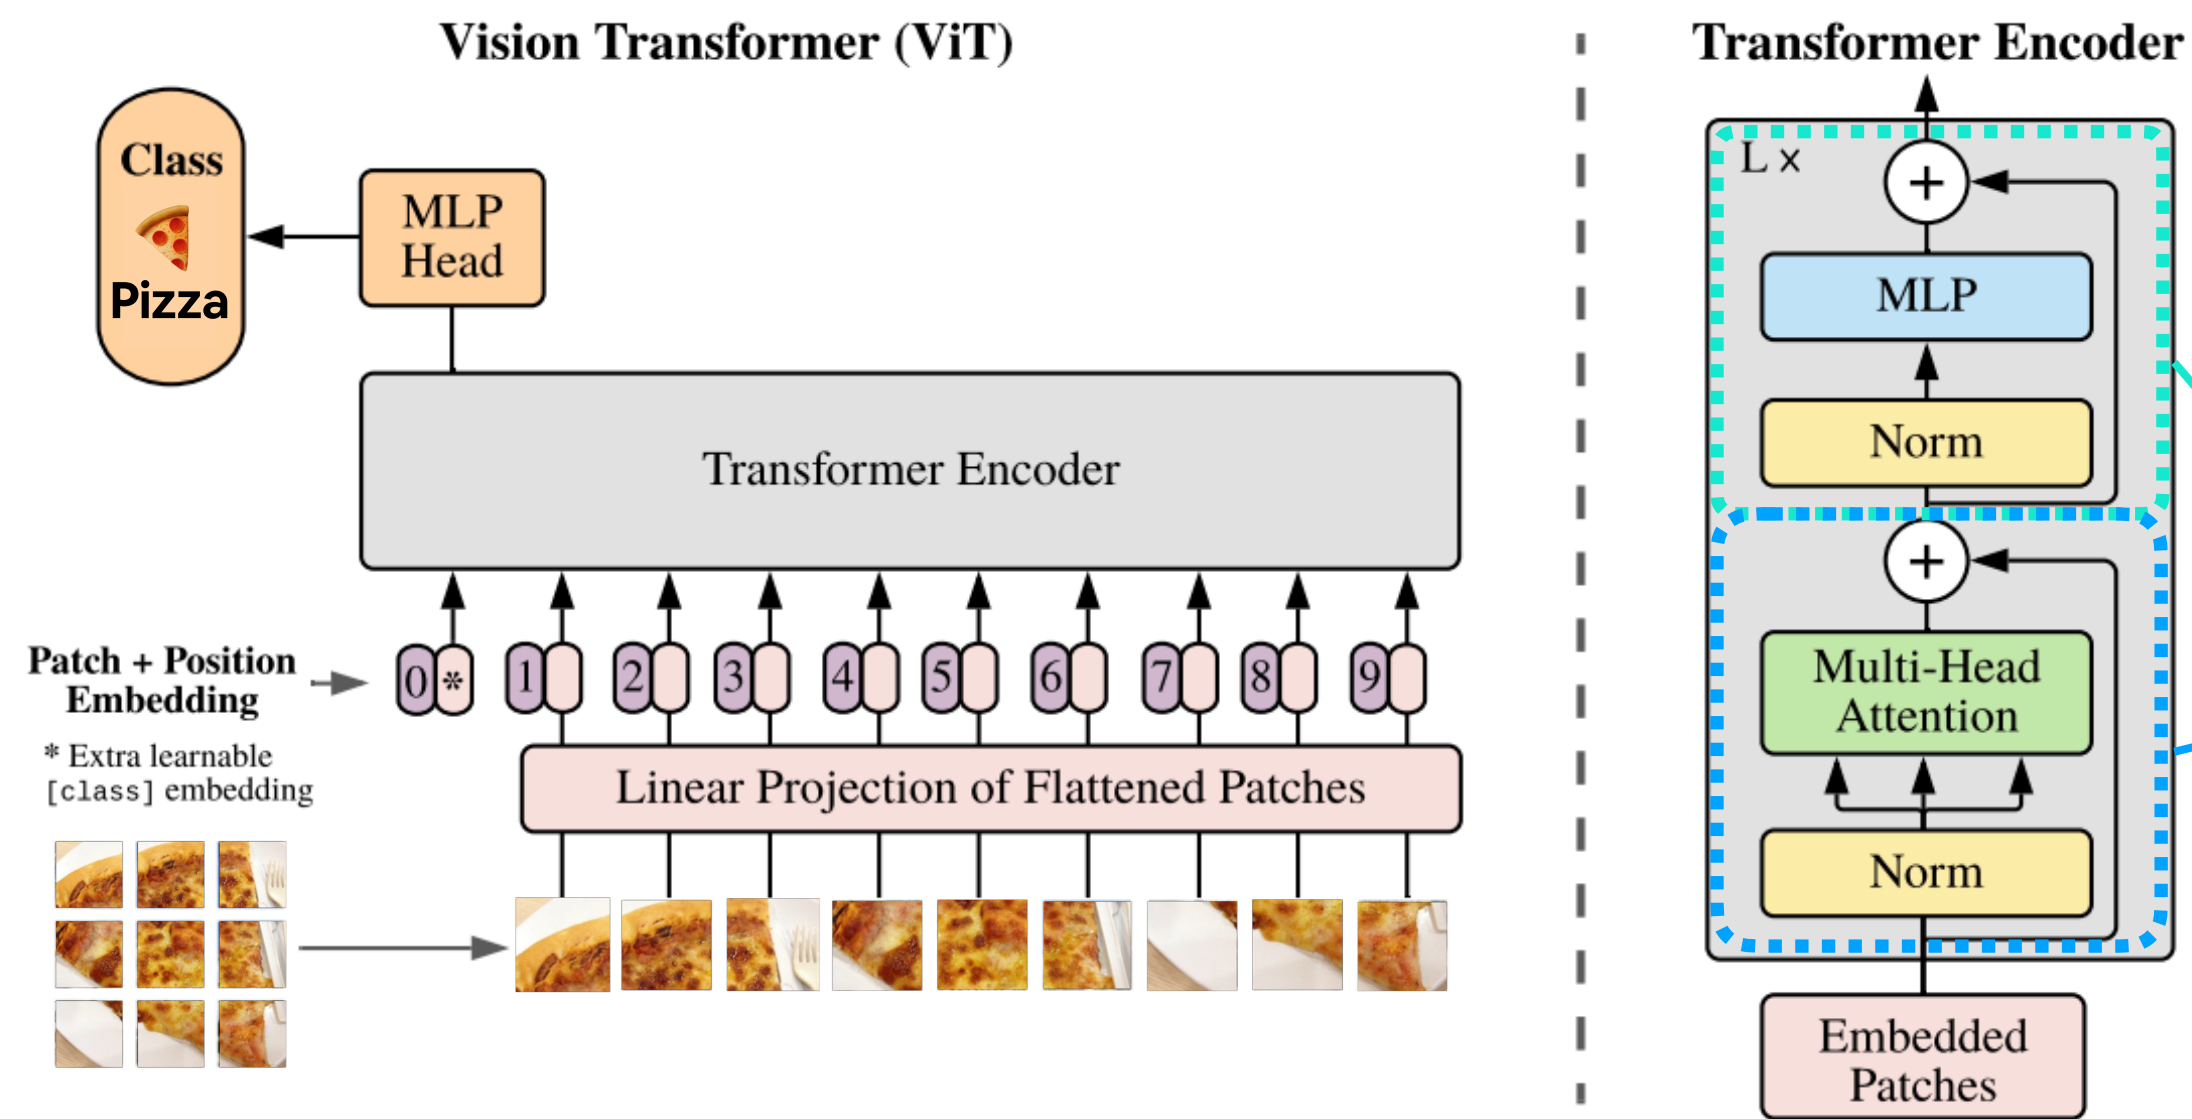 Vision Transformer (ViT)
Class
Pizza
MLP
Head
Transformer Encoder
Patch + Position
Embedding
0 * 1 2 3 4 5 6 7 8 9
* Extra learnable
[class] embedding
Linear Projection of Flattened Patches
Transformer Encoder
L ×
+
MLP
Norm
+
Multi-Head
Attention
Norm
Embedded
Patches